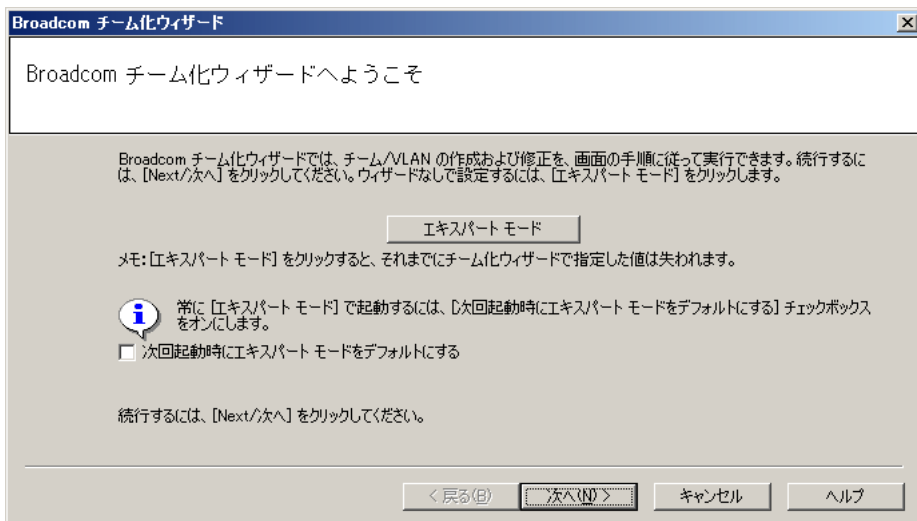 Broadcom チーム化ウィザード
Broadcom チーム化ウィザードへようこそ
Broadcom チーム化ウィザードでは、チーム/VLAN の作成および修正を、画面の手順に従って実行できます。続行するに
は、[Next/次へ] をクリックしてください。ウィザードなしで設定するには、[エキスパート モード] をクリックします。
エキスパート モード
メモ:[エキスパート モード] をクリックすると、それまでにチーム化ウィザードで指定した値は失われます。
常に [エキスパート モード] で起動するには、[次回起動時にエキスパート モードをデフォルトにする] チェックボックス
をオンにします。
次回起動時にエキスパート モードをデフォルトにする
続行するには、[Next/次へ] をクリックしてください。
< 戻る(B) 次へ(N) > キャンセル ヘルプ